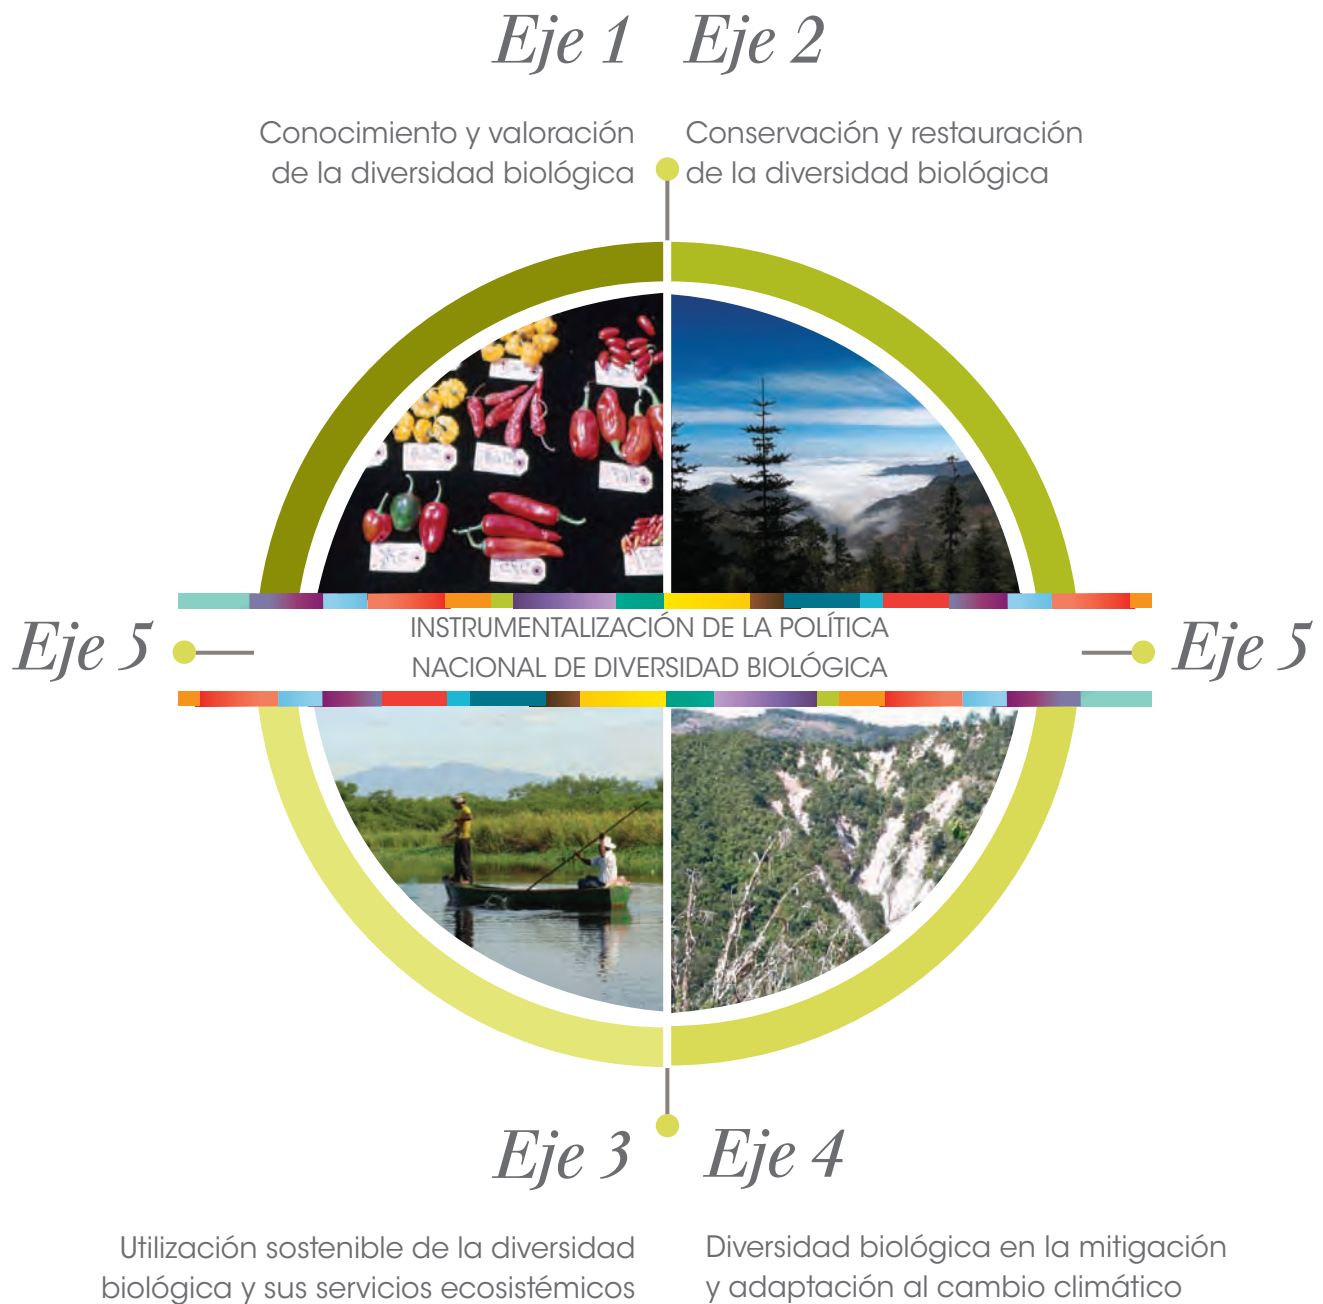 Eje 1
Eje 2
Conocimiento y valoración
de la diversidad biológica
Conservación y restauración
de la diversidad biológica
Eje 5
INSTRUMENTALIZACIÓN DE LA POLÍTICA
NACIONAL DE DIVERSIDAD BIOLÓGICA
Eje 5
Eje 3
Eje 4
Utilización sostenible de la diversidad
biológica y sus servicios ecosistémicos
Diversidad biológica en la mitigación
y adaptación al cambio climático